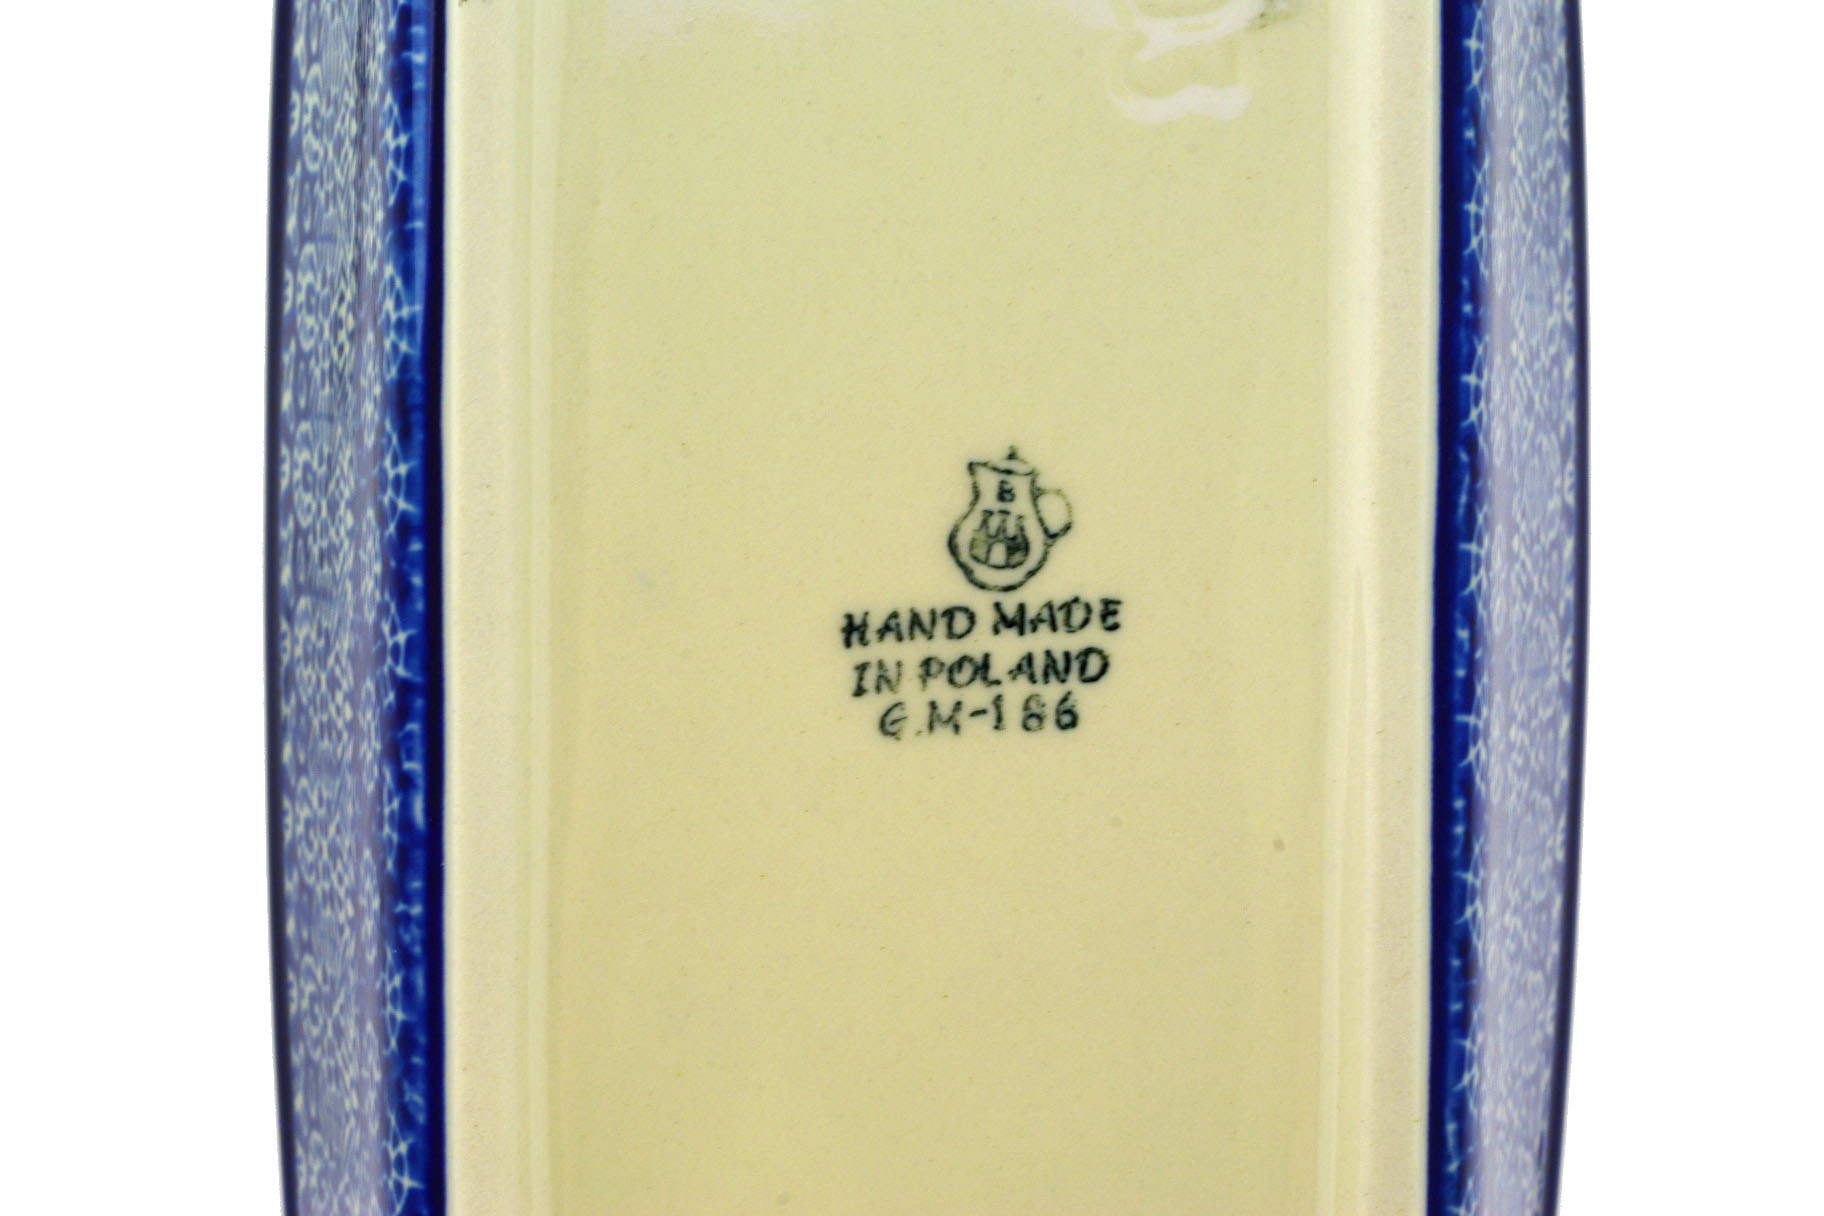 B
HAND MADE
IN POLAND
G.M-186